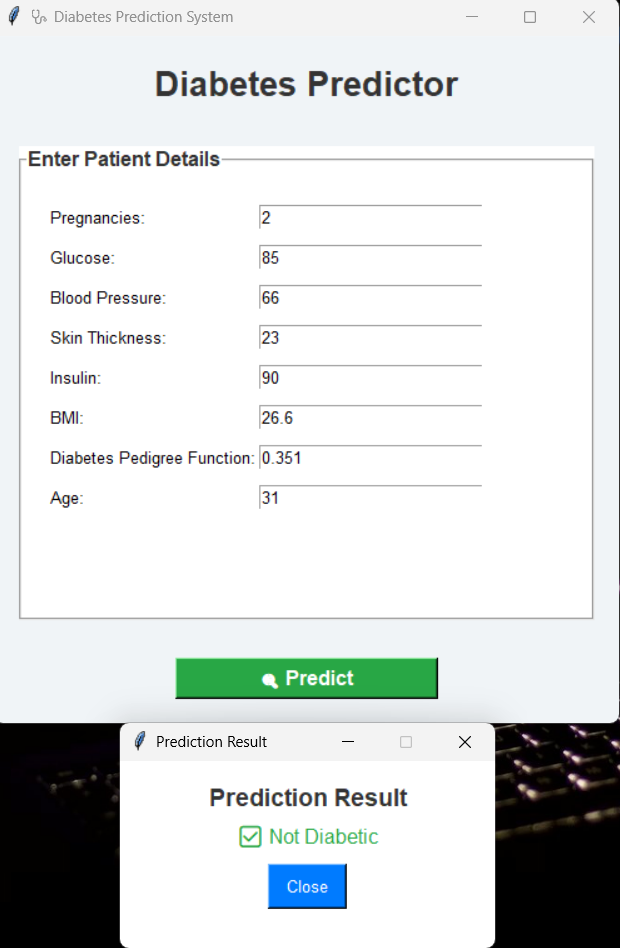 Diabetes Prediction System
Diabetes Predictor
Enter Patient Details
Pregnancies: 2
Glucose: 85
Blood Pressure: 66
Skin Thickness: 23
Insulin: 90
BMI: 26.6
Diabetes Pedigree Function: 0.351
Age: 31
Predict
Prediction Result
Prediction Result
Not Diabetic
Close